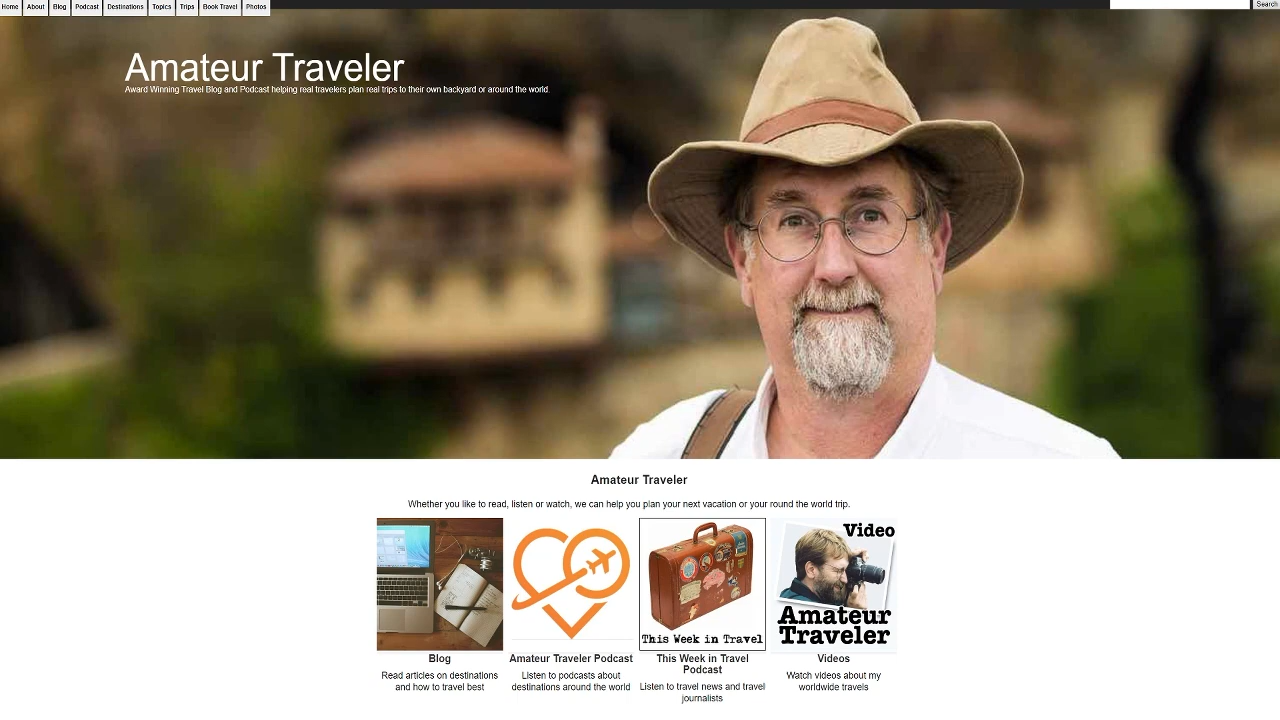 Home About Blog Podcast Destinations Topics Trips Book Travel Photos Search
Amateur Traveler
Award Winning Travel Blog and Podcast helping real travelers plan real trips to their own backyard or around the world.
Amateur Traveler
Whether you like to read, listen or watch, we can help you plan your next vacation or your round the world trip.
This Week in Travel
Video
Amateur
Traveler
Blog
Read articles on destinations
and how to travel best
Amateur Traveler Podcast
Listen to podcasts about
destinations around the world
This Week in Travel
Podcast
Listen to travel news and travel
journalists
Videos
Watch videos about my
worldwide travels